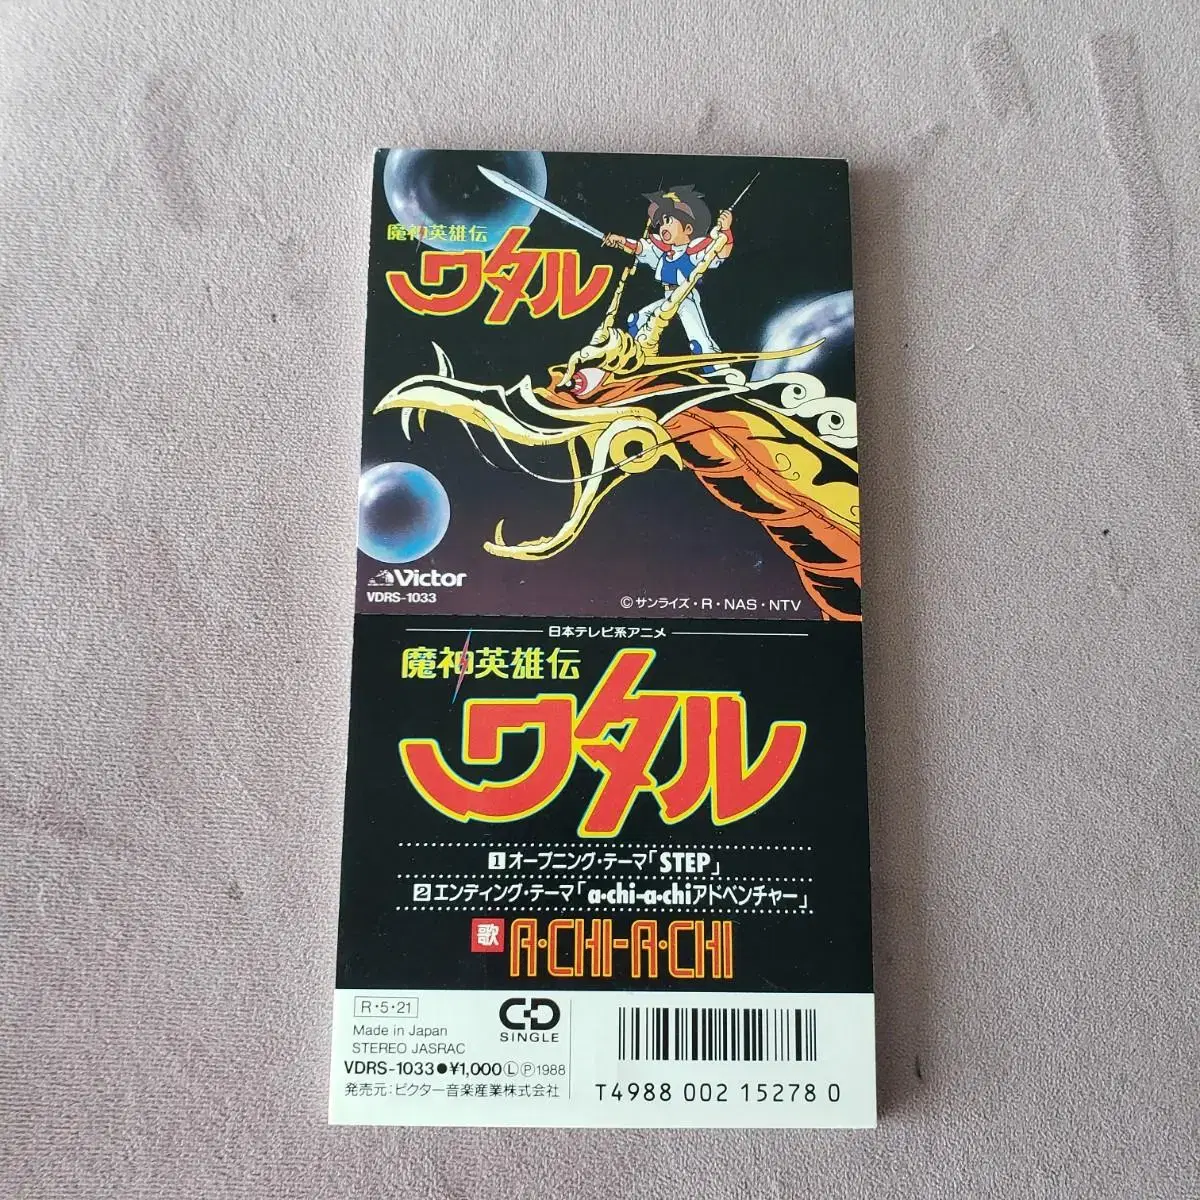 魔神英雄伝
ワタル
Victor
VDRS-1033
©サンライズ・R・NAS・NTV
日本テレビ系アニメ
魔神英雄伝
ワタル
1 オープニング・テーマ「STEP」
2 エンディング・テーマ「a・chi-a・chiアドベンチャー」
歌 A・CHI-A・CHI
R・5・21
Made in Japan
STEREO JASRAC
VDRS-1033●¥1,000ⓁⓅ1988
発売元:ビクター音楽産業株式会社
CD
SINGLE
T4988 002 15278 0